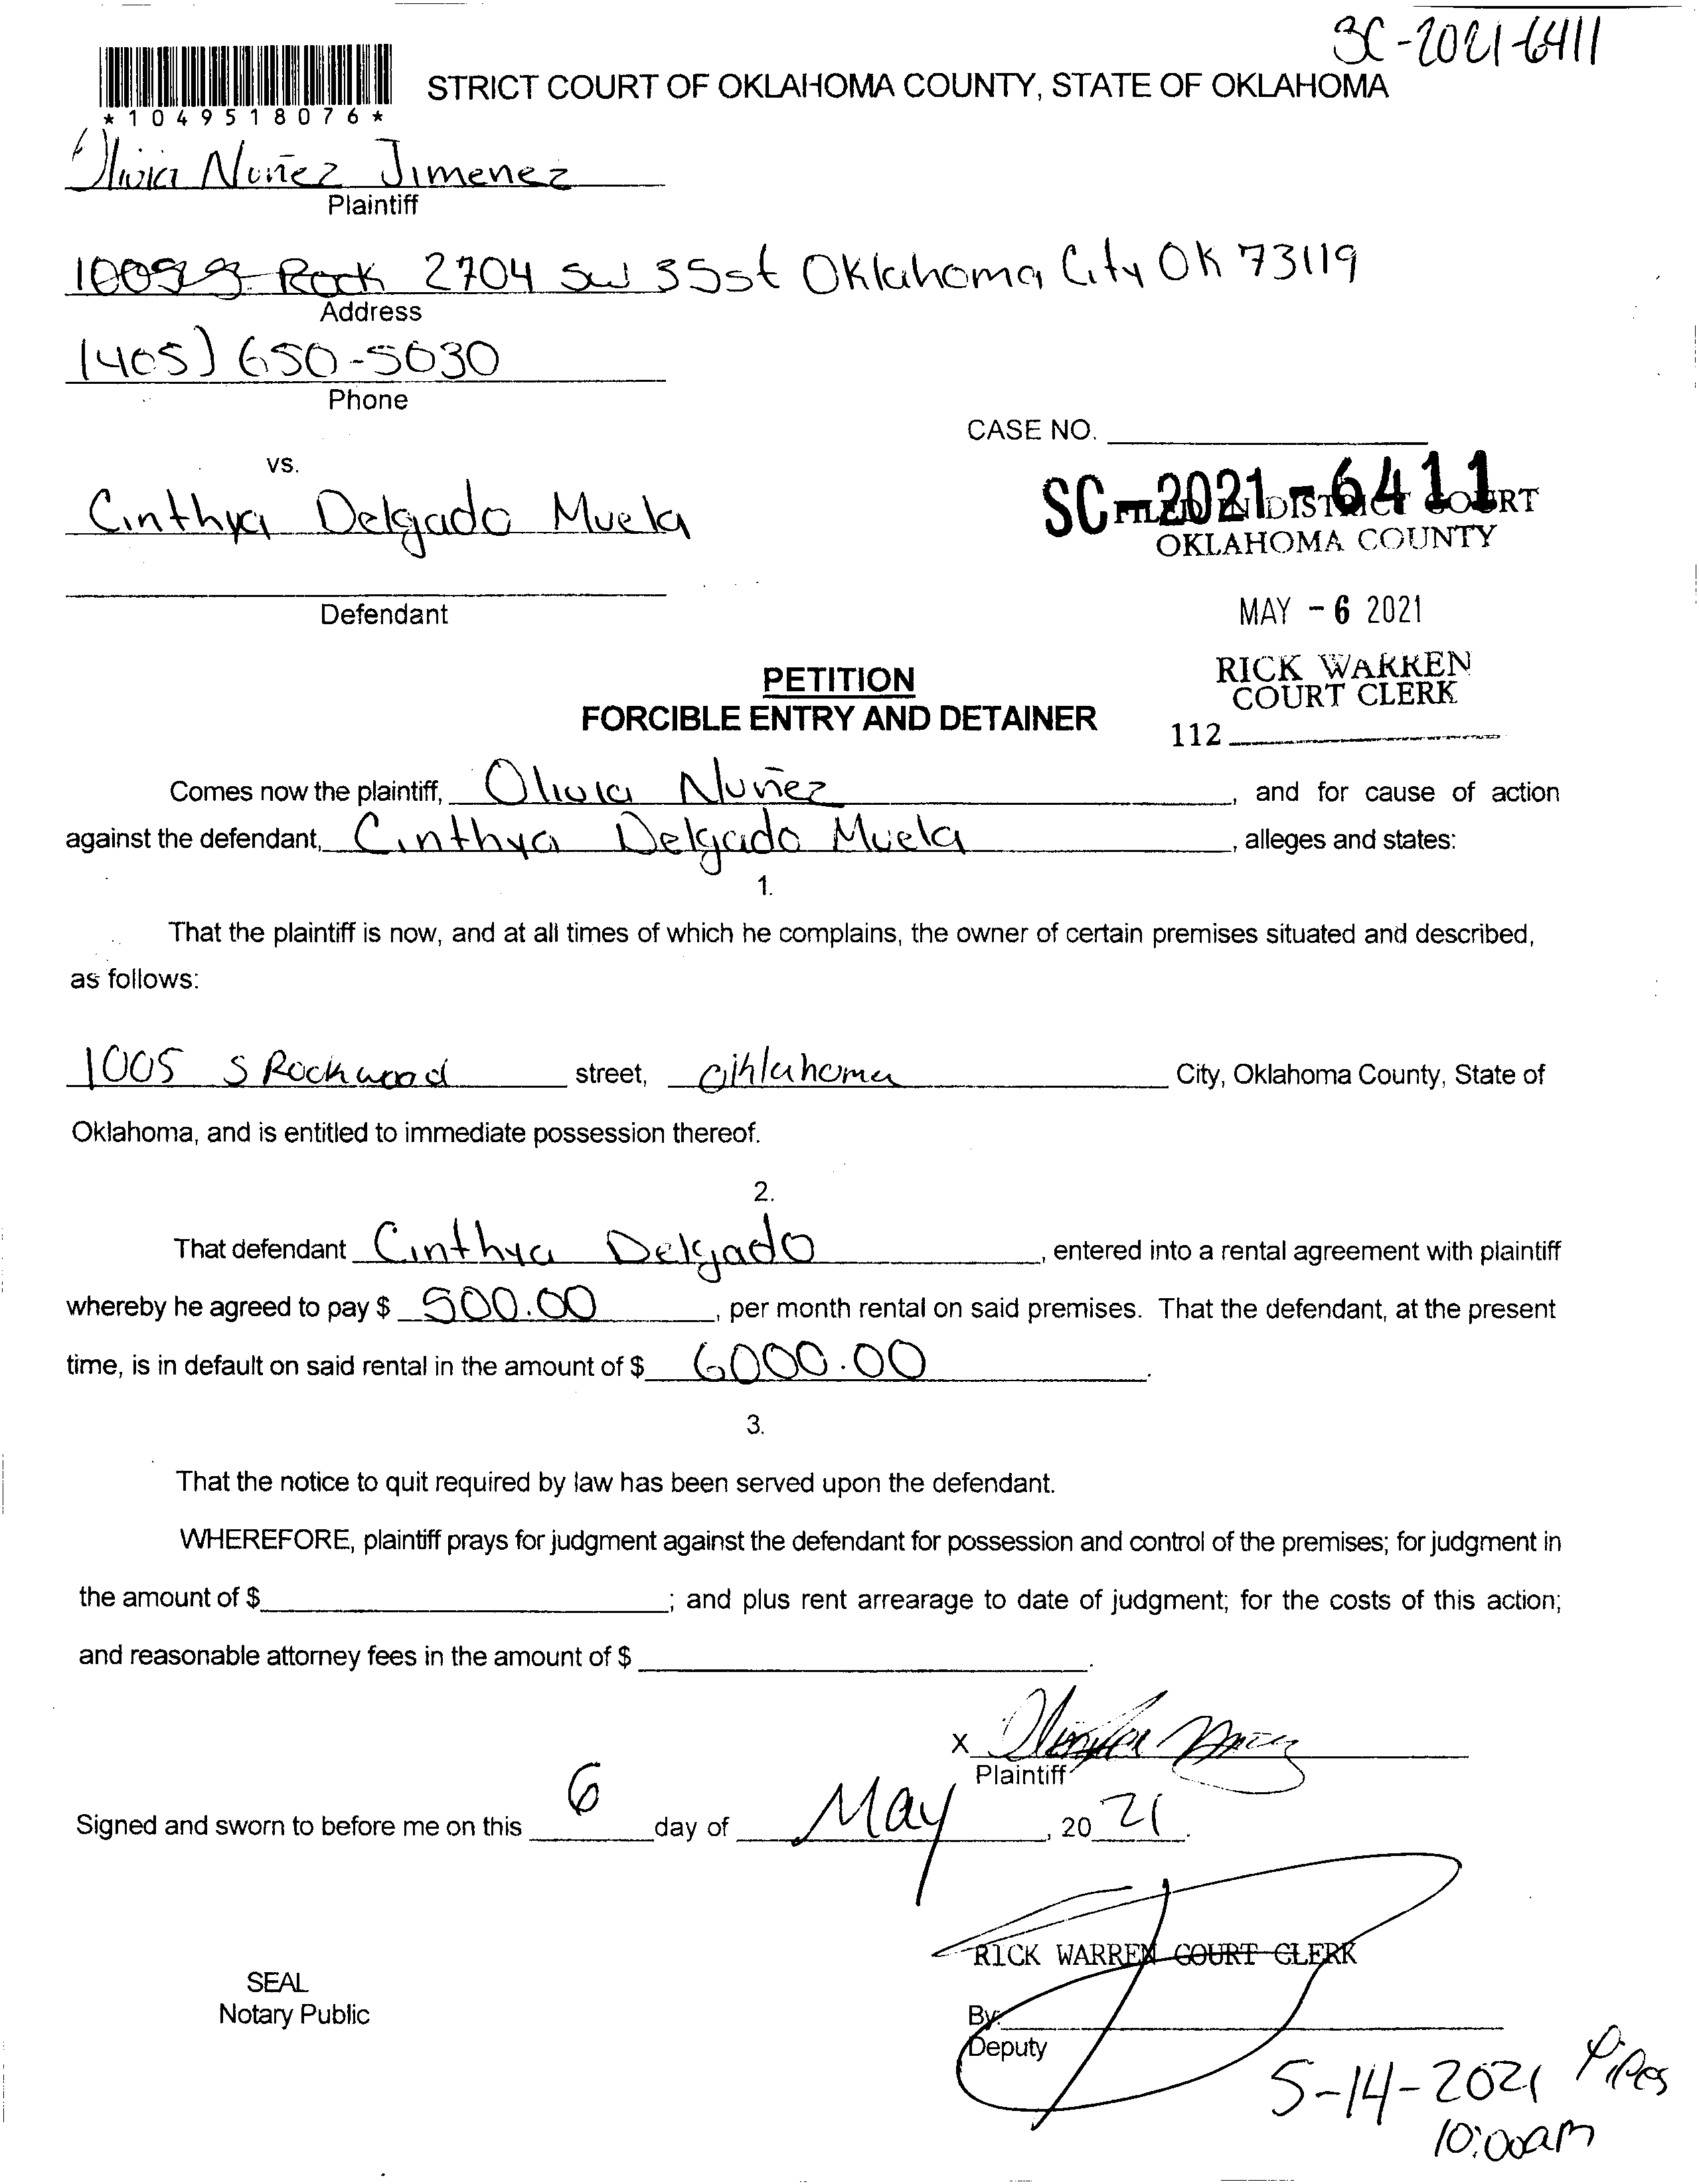 SC-2021-6411
STRICT COURT OF OKLAHOMA COUNTY, STATE OF OKLAHOMA
*1049518076*
Olivia Nuñez Jimenez
Plaintiff
Rock 2704 SW 35st Oklahoma City OK 73119
Address
(405) 650-5030
Phone
CASE NO.
vs.
SC-2021-6411
Cinthya Delgado Muela
FILED IN DISTRICT COURT
OKLAHOMA COUNTY
Defendant
MAY -6 2021
RICK WARREN
COURT CLERK
112
PETITION
FORCIBLE ENTRY AND DETAINER
Comes now the plaintiff, Olivia Nuñez, and for cause of action
against the defendant, Cinthya Delgado Muela, alleges and states:
1.
That the plaintiff is now, and at all times of which he complains, the owner of certain premises situated and described,
as follows:
1005 S Rockwood street, Oklahoma City, Oklahoma County, State of
Oklahoma, and is entitled to immediate possession thereof.
2.
That defendant Cinthya Delgado, entered into a rental agreement with plaintiff
whereby he agreed to pay $ 500.00, per month rental on said premises. That the defendant, at the present
time, is in default on said rental in the amount of $ 6000.00.
3.
That the notice to quit required by law has been served upon the defendant.
WHEREFORE, plaintiff prays for judgment against the defendant for possession and control of the premises; for judgment in
the amount of $ ; and plus rent arrearage to date of judgment; for the costs of this action;
and reasonable attorney fees in the amount of $ .
X
Plaintiff
Signed and sworn to before me on this 6 day of May, 2021.
RICK WARREN COURT CLERK
SEAL
Notary Public
By:
Deputy
5-14-2021 Pipes
10:00am